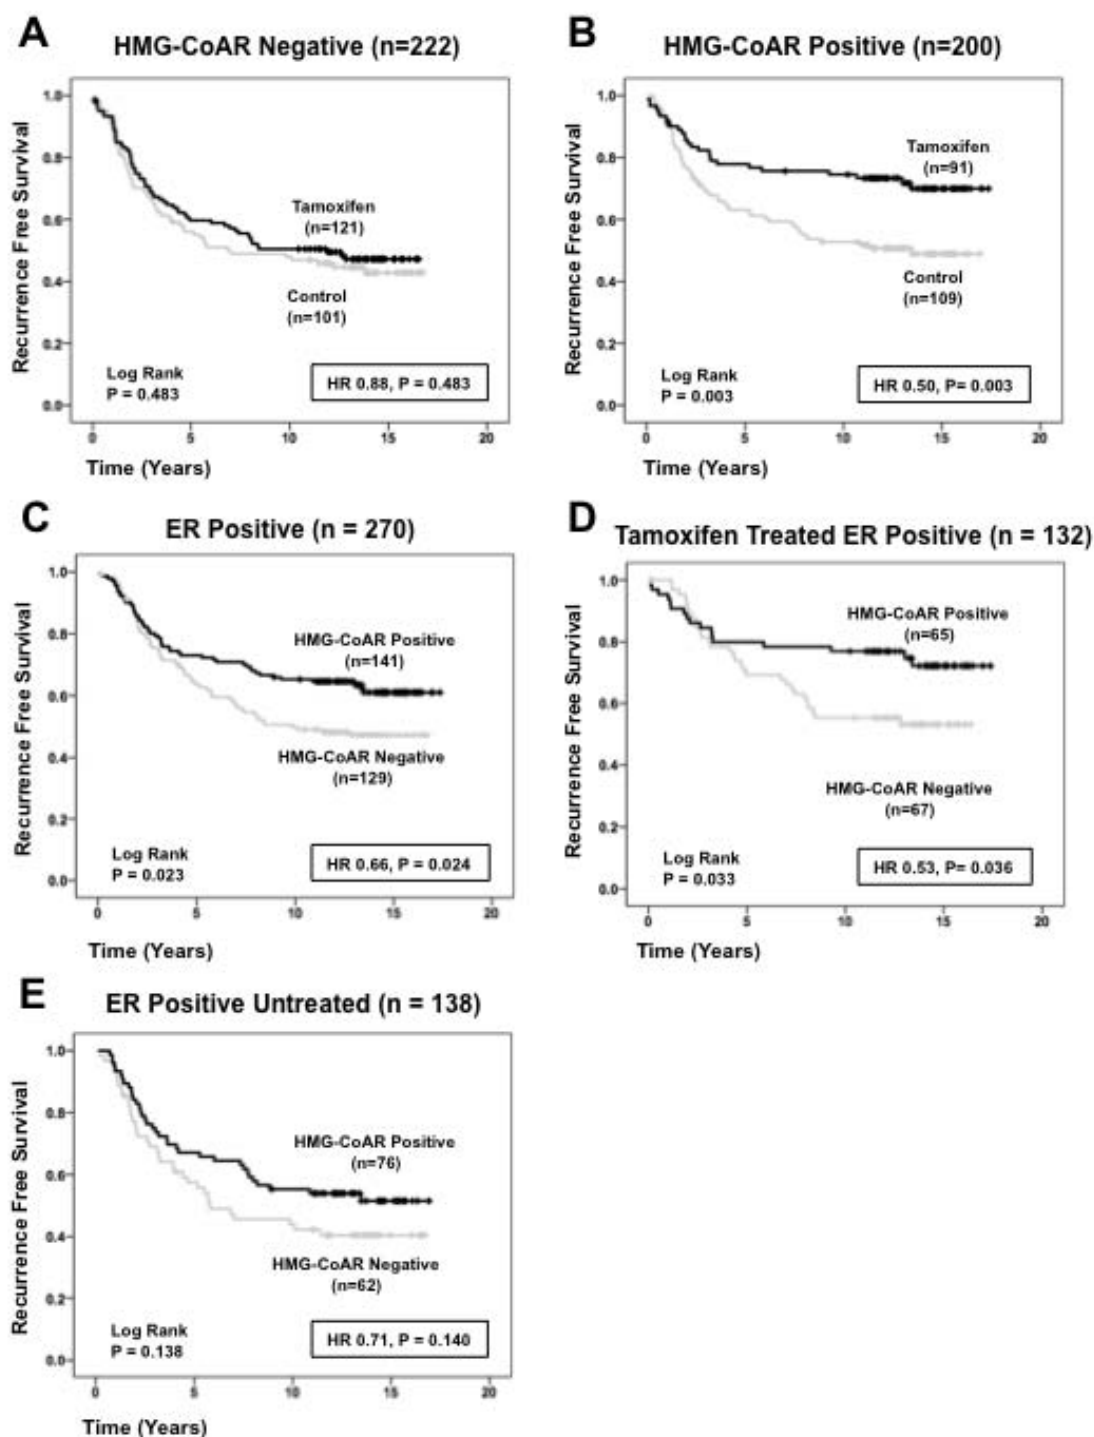 A
HMG-CoAR Negative (n=222)
Recurrence Free Survival
1.0
0.8
0.6
0.4
0.2
0.0
Tamoxifen
(n=121)
Control
(n=101)
Log Rank
P = 0.483
HR 0.88, P = 0.483
0 5 10 15 20
Time (Years)
B
HMG-CoAR Positive (n=200)
Recurrence Free Survival
1.0
0.8
0.6
0.4
0.2
0.0
Tamoxifen
(n=91)
Control
(n=109)
Log Rank
P = 0.003
HR 0.50, P= 0.003
0 5 10 15 20
Time (Years)
C
ER Positive (n = 270)
Recurrence Free Survival
1.0
0.8
0.6
0.4
0.2
0.0
HMG-CoAR Positive
(n=141)
HMG-CoAR Negative
(n=129)
Log Rank
P = 0.023
HR 0.66, P = 0.024
0 5 10 15 20
Time (Years)
D
Tamoxifen Treated ER Positive (n = 132)
Recurrence Free Survival
1.0
0.8
0.6
0.4
0.2
0.0
HMG-CoAR Positive
(n=65)
HMG-CoAR Negative
(n=67)
Log Rank
P = 0.033
HR 0.53, P= 0.036
0 5 10 15 20
Time (Years)
E
ER Positive Untreated (n = 138)
Recurrence Free Survival
1.0
0.8
0.6
0.4
0.2
0.0
HMG-CoAR Positive
(n=76)
HMG-CoAR Negative
(n=62)
Log Rank
P = 0.138
HR 0.71, P = 0.140
0 5 10 15 20
Time (Years)